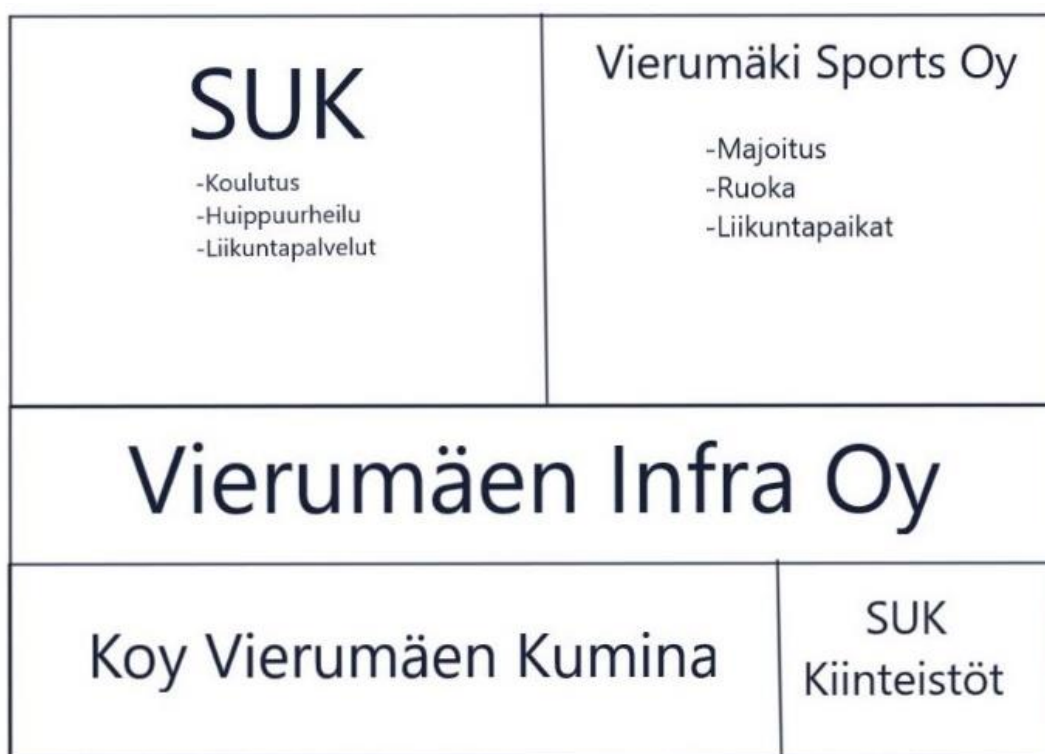 SUK
-Koulutus
-Huippuurheilu
-Liikuntapalvelut
Vierumäki Sports Oy
-Majoitus
-Ruoka
-Liikuntapaikat
Vierumäen Infra Oy
Koy Vierumäen Kumina
SUK
Kiinteistöt